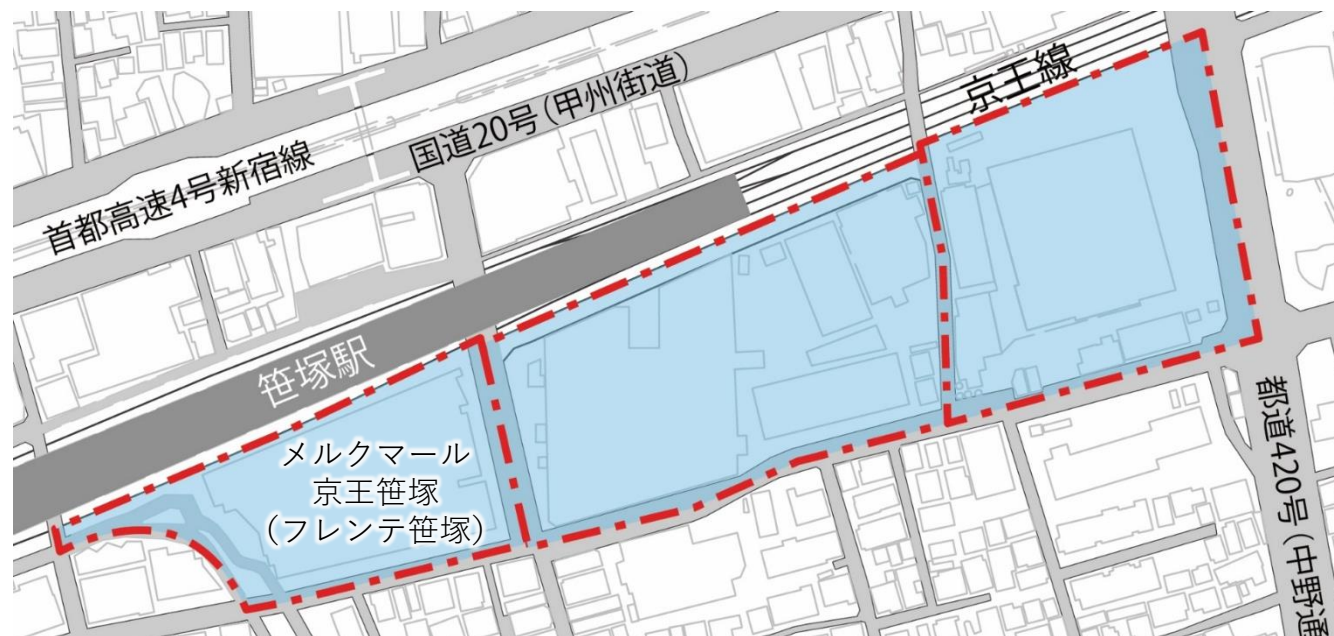 京王線
国道20号(甲州街道)
首都高速4号新宿線
笹塚駅
メルクマール
京王笹塚
(フレンテ笹塚)
都道420号(中野通